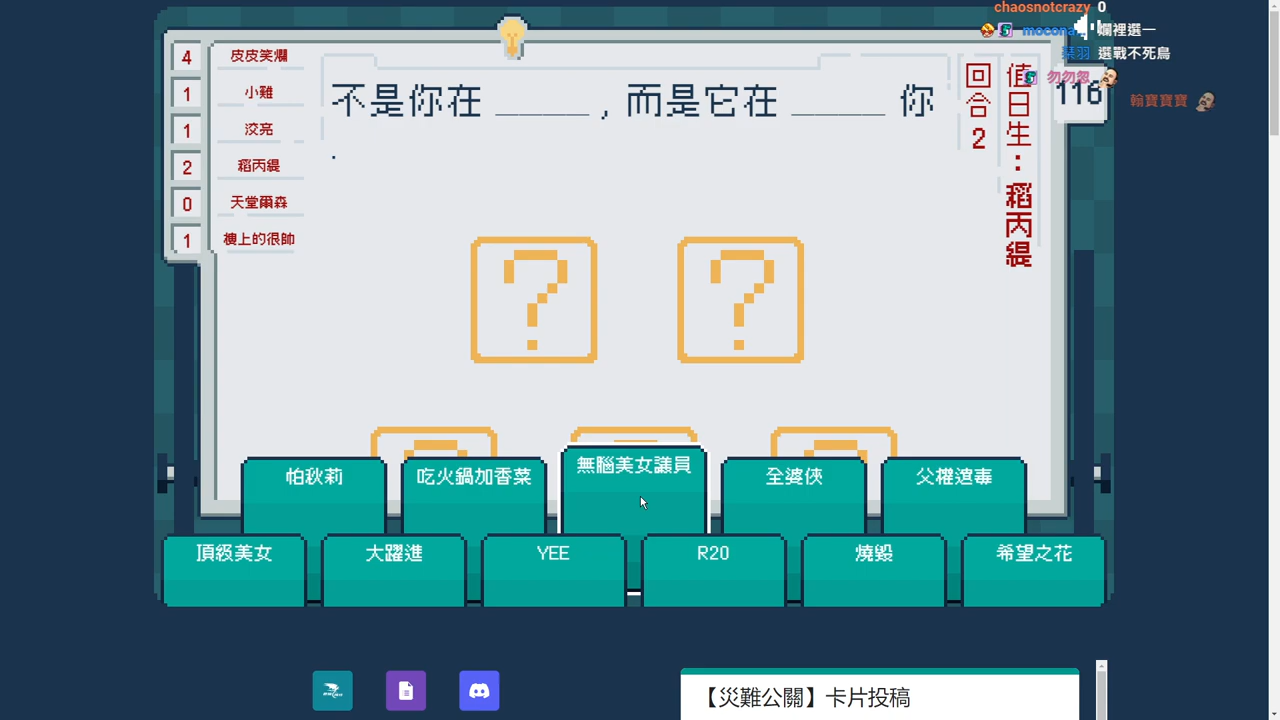 chaosnotcrazy 0
mocona
爛裡選一
琴羽 選戰不死鳥
勿勿忽
翰寶寶寶
4 皮皮笑爛
1 小雞
1 洨亮
2 稻丙緹
0 天堂爾森
1 樓上的很帥
不是你在 _____ , 而是它在 _____ 你
.
回合2
值日生：稻丙緹
116
帕秋莉
吃火鍋加香菜
無腦美女議員
全婆俠
父權遺毒
頂級美女
大躍進
YEE
R20
燒毀
希望之花
【災難公關】卡片投稿